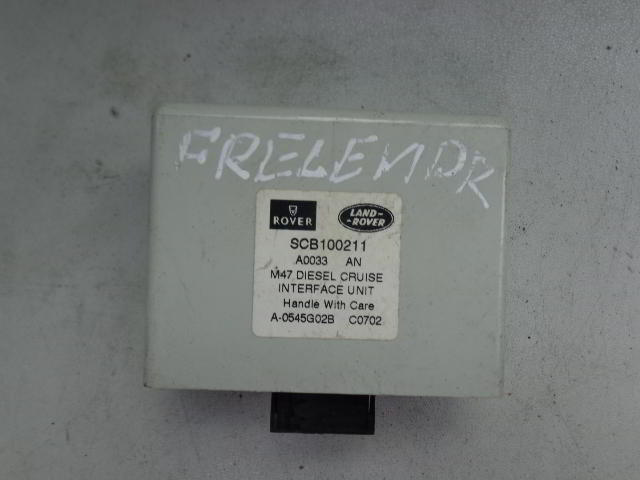 FRELEMDR
ROVER
LAND-
ROVER
SCB100211
A0033 AN
M47 DIESEL CRUISE
INTERFACE UNIT
Handle With Care
A-0545G02B C0702